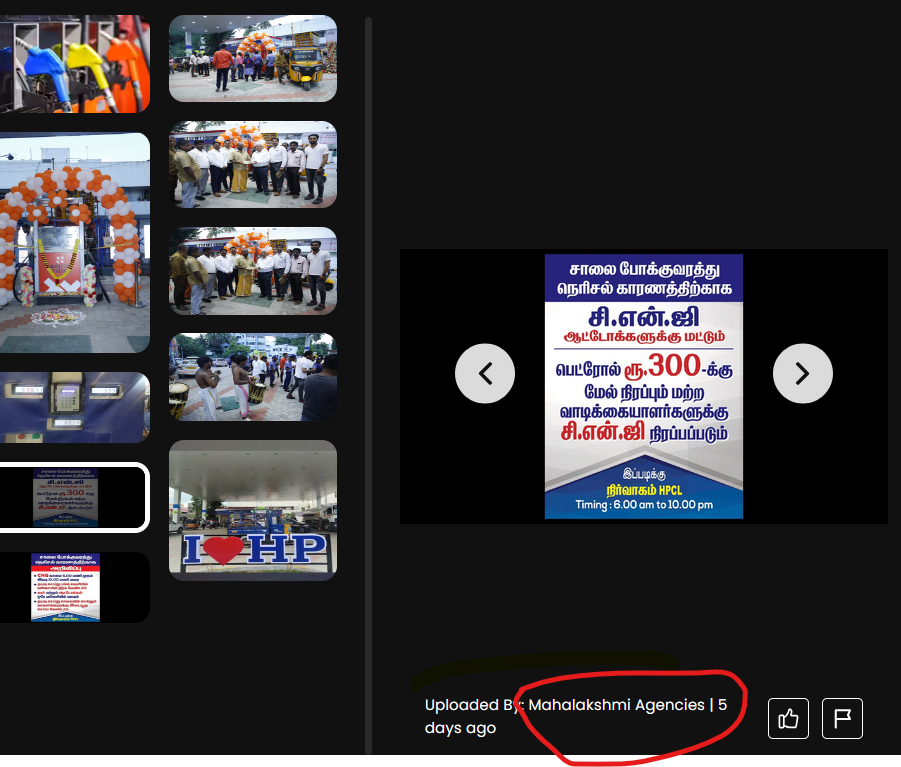 I HP
சாலை போக்குவரத்து
நெரிசல் காரணத்திற்காக
சி.என்.ஜி
ஆட்டோக்களுக்கு மட்டும்
பெட்ரோல் ரூ.300-க்கு
மேல் நிரப்பும் மற்ற
வாடிக்கையாளர்களுக்கு
சி.என்.ஜி நிரப்பப்படும்
இப்படிக்கு
நிர்வாகம் HPCL
Timing : 6.00 am to 10.00 pm
Uploaded By: Mahalakshmi Agencies | 5
days ago